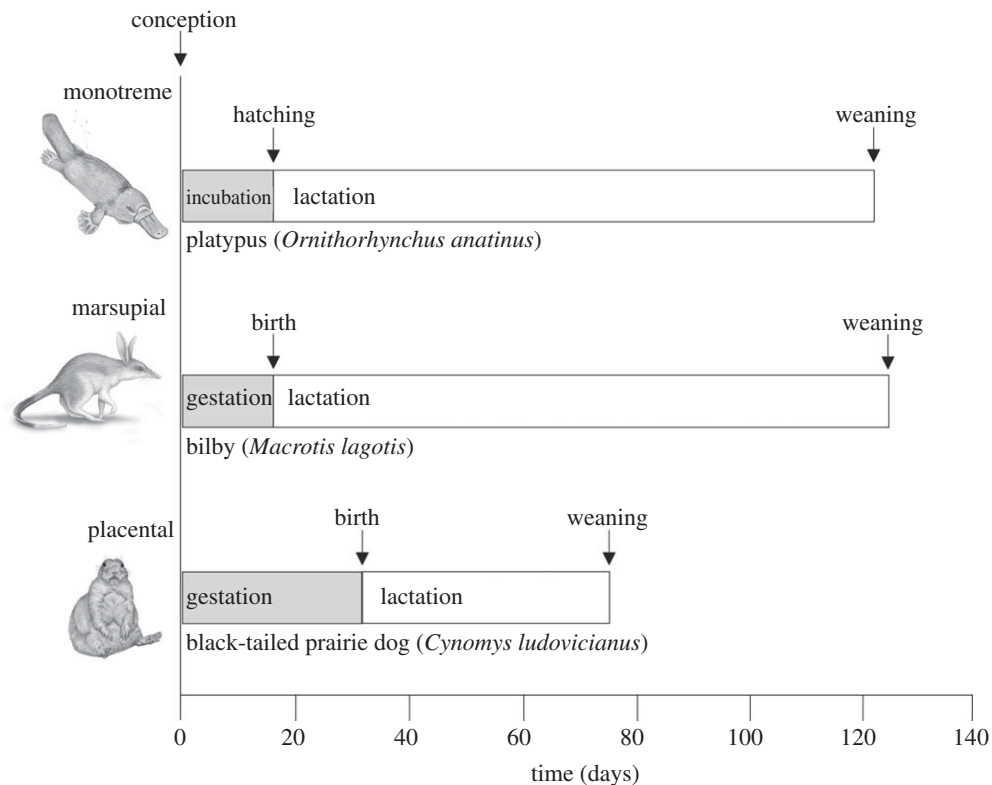 conception
monotreme
hatching
weaning
incubation
lactation
platypus (Ornithorhynchus anatinus)
marsupial
birth
weaning
gestation
lactation
bilby (Macrotis lagotis)
placental
birth
weaning
gestation
lactation
black-tailed prairie dog (Cynomys ludovicianus)
0 20 40 60 80 100 120 140
time (days)